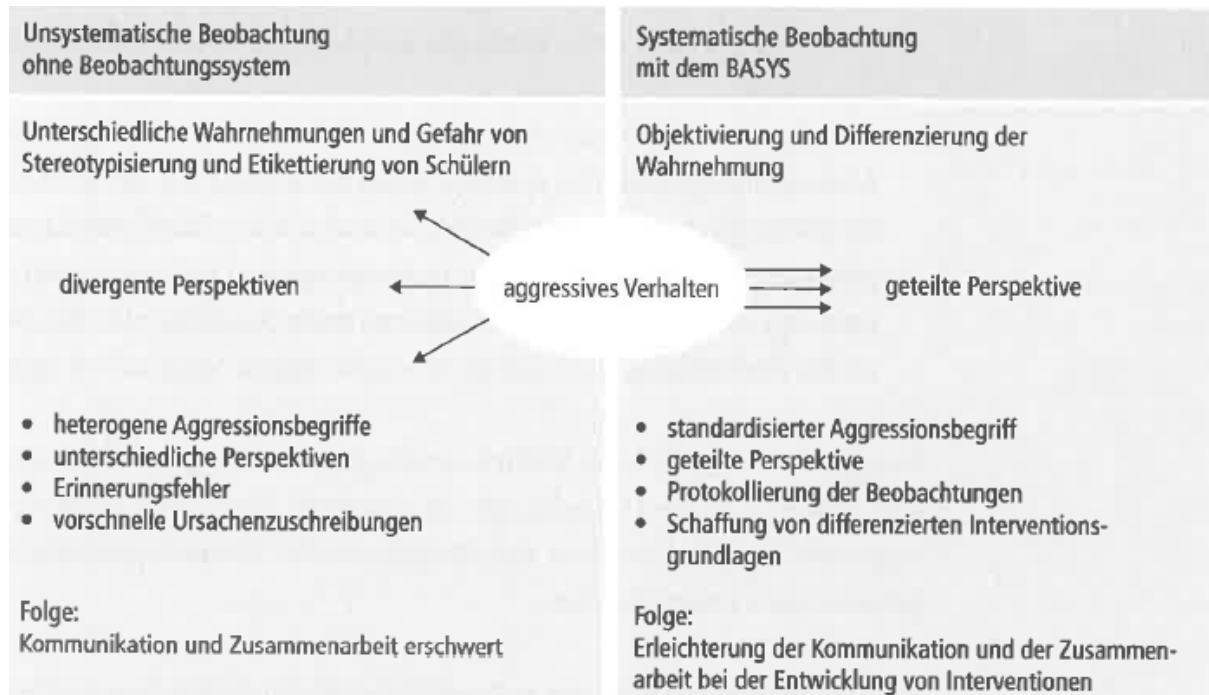 Unsystematische Beobachtung
ohne Beobachtungssystem
Unterschiedliche Wahrnehmungen und Gefahr von
Stereotypisierung und Etikettierung von Schülern
divergente Perspektiven
heterogene Aggressionsbegriffe
unterschiedliche Perspektiven
Erinnerungsfehler
vorschnelle Ursachenzuschreibungen
Folge:
Kommunikation und Zusammenarbeit erschwert
aggressives Verhalten
Systematische Beobachtung
mit dem BASYS
Objektivierung und Differenzierung der
Wahrnehmung
geteilte Perspektive
standardisierter Aggressionsbegriff
geteilte Perspektive
Protokollierung der Beobachtungen
Schaffung von differenzierten Interventions-
grundlagen
Folge:
Erleichterung der Kommunikation und der Zusammen-
arbeit bei der Entwicklung von Interventionen